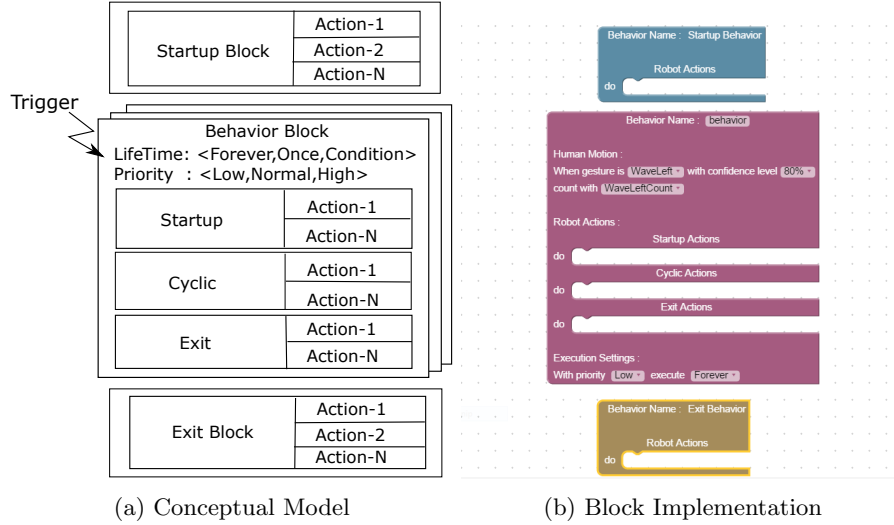 Startup Block
Action-1
Action-2
Action-N
Trigger
Behavior Block
LifeTime: <Forever,Once,Condition>
Priority : <Low,Normal,High>
Startup
Action-1
Action-N
Cyclic
Action-1
Action-N
Exit
Action-1
Action-N
Exit Block
Action-1
Action-2
Action-N
(a) Conceptual Model
Behavior Name : Startup Behavior
Robot Actions
do
Behavior Name : behavior
Human Motion :
When gesture is WaveLeft with confidence level 80%
count with WaveLeftCount
Robot Actions :
Startup Actions
do
Cyclic Actions
do
Exit Actions
do
Execution Settings :
With priority Low execute Forever
Behavior Name : Exit Behavior
Robot Actions
do
(b) Block Implementation